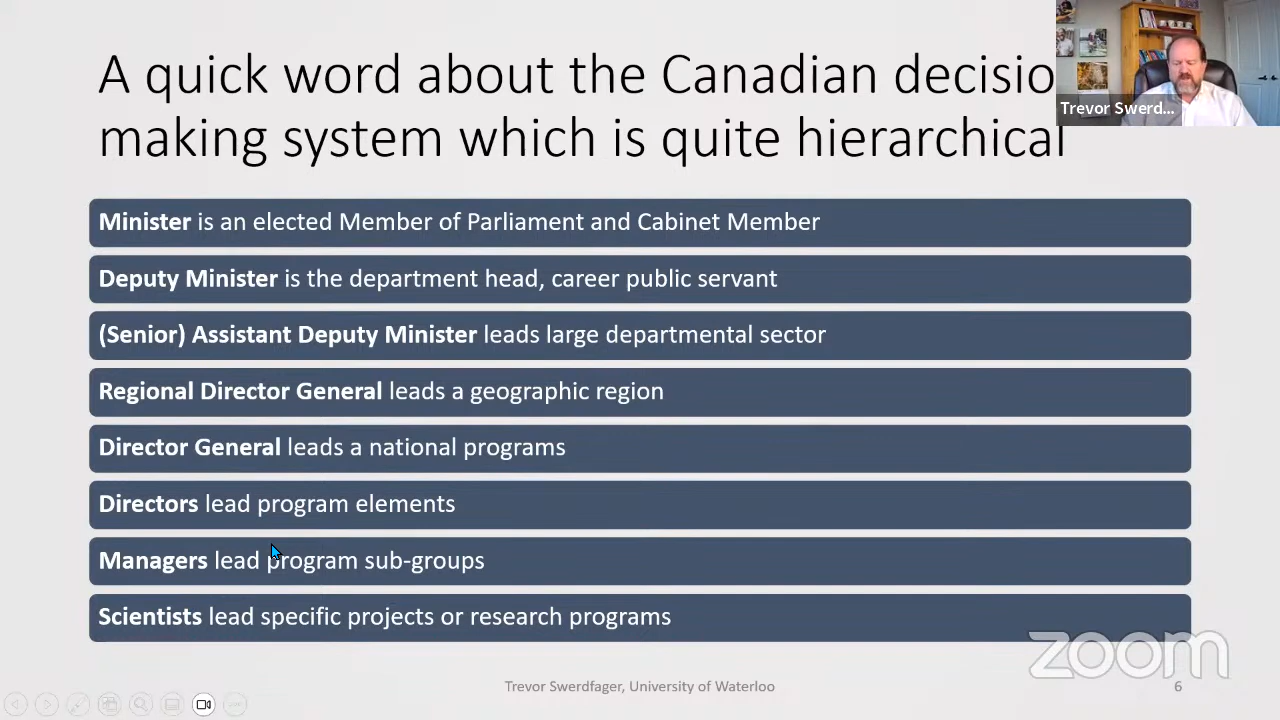 A quick word about the Canadian decisio
making system which is quite hierarchical
Trevor Swerd...
Minister is an elected Member of Parliament and Cabinet Member
Deputy Minister is the department head, career public servant
(Senior) Assistant Deputy Minister leads large departmental sector
Regional Director General leads a geographic region
Director General leads a national programs
Directors lead program elements
Managers lead program sub-groups
Scientists lead specific projects or research programs
zoom
Trevor Swerdfager, University of Waterloo
6